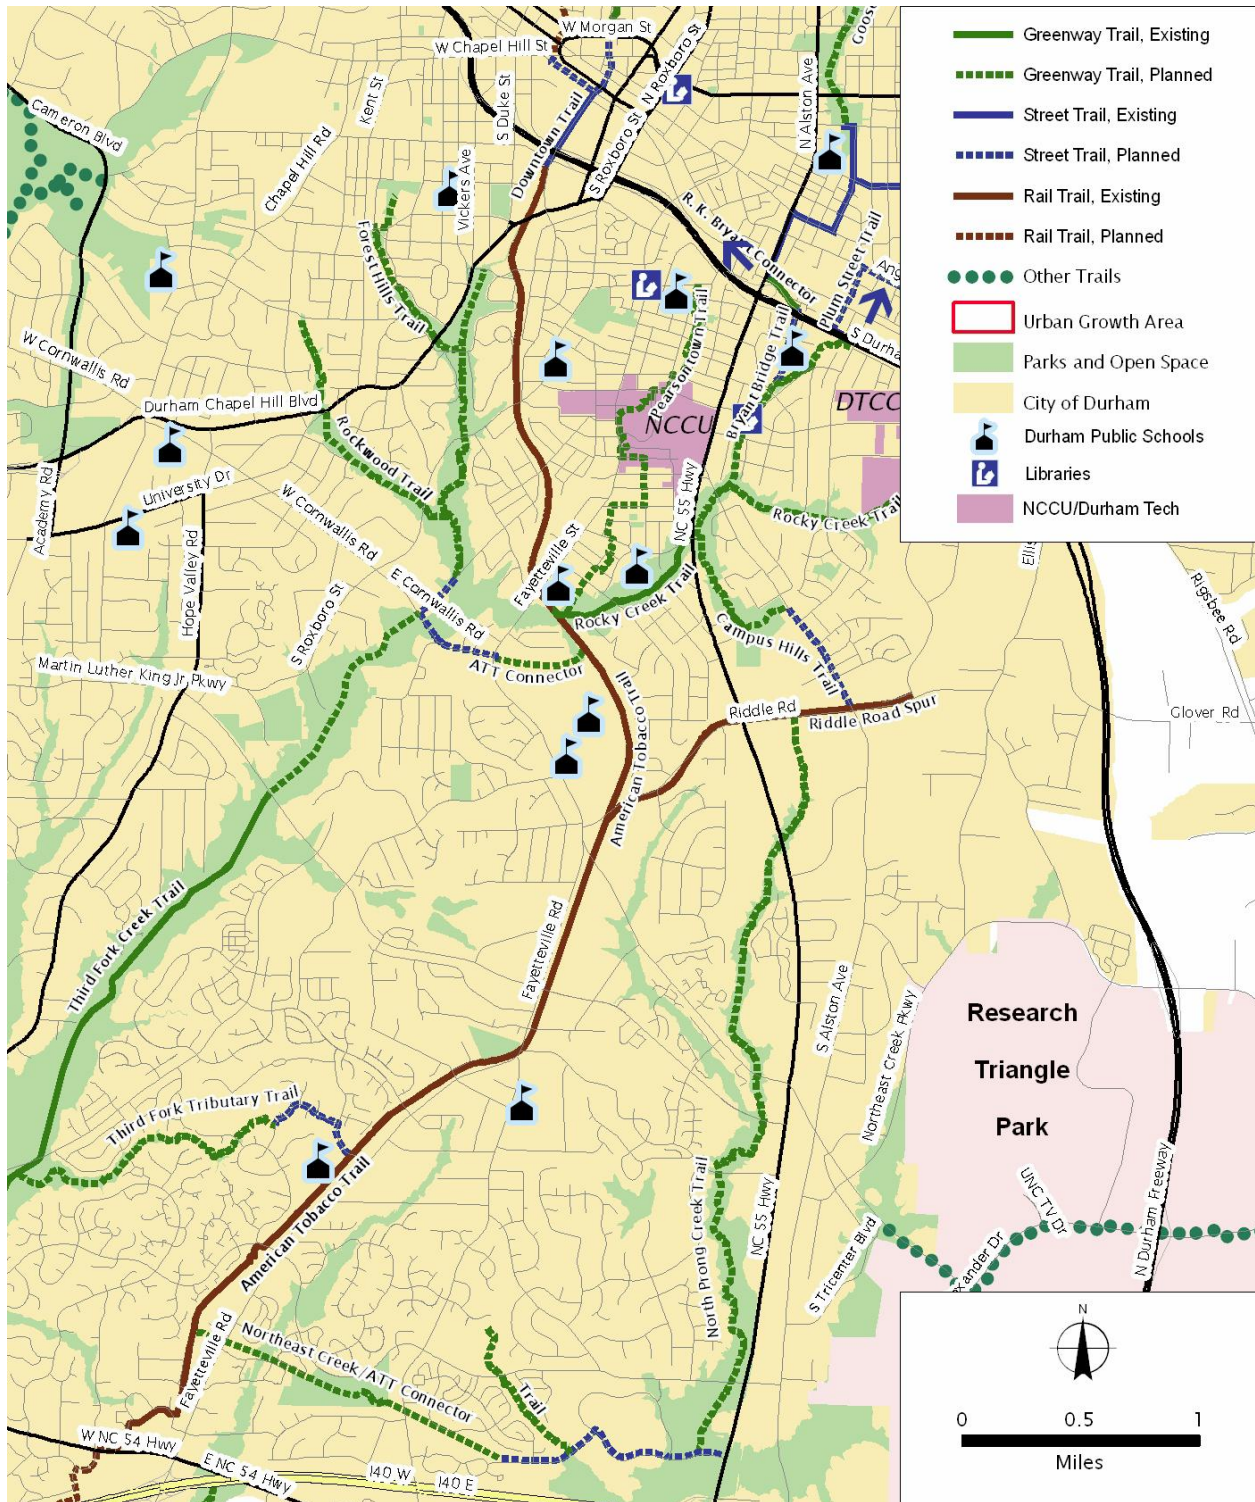 W Morgan St
W Chapel Hill St
N Roxboro St
S Duke St
Kent St
Cameron Blvd
Chapel Hill Rd
Vickers Ave
Downtown Trail
S Roxboro St
N Alston Ave
R. K. Bryant Connector
Plum Street Trail
Ang
S Durha
Forest Hills Trail
W Cornwallis Rd
Durham Chapel Hill Blvd
Rockwood Trail
Pearsontown Trail
NCCU
Bryant Bridge Trail
DTCC
Academy Rd
University Dr
Hope Valley Rd
W Cornwallis Rd
E Cornwallis Rd
S Roxboro St
Fayetteville St
NC 55 Hwy
Rocky Creek Trail
Rocky Creek Trail
Ellis
Rigsbee Rd
Campus Hills Trail
ATT Connector
Martin Luther King Jr Pkwy
American Tobacco Trail
Riddle Rd
Riddle Road Spur
Glover Rd
Third Fork Creek Trail
Fayetteville Rd
S Alston Ave
Northeast Creek Pkwy
Research
Triangle
Park
Third Fork Tributary Trail
American Tobacco Trail
North Prong Creek Trail
NC 55 Hwy
UNC TV Dr
N Durham Freeway
S Tricenter Blvd
exander Dr
Fayetteville Rd
Northeast Creek/ATT Connector
Trail
W NC 54 Hwy
E NC 54 Hwy
I40 W
I40 E
Goose
Greenway Trail, Existing
Greenway Trail, Planned
Street Trail, Existing
Street Trail, Planned
Rail Trail, Existing
Rail Trail, Planned
Other Trails
Urban Growth Area
Parks and Open Space
City of Durham
Durham Public Schools
Libraries
NCCU/Durham Tech
N
0 0.5 1
Miles